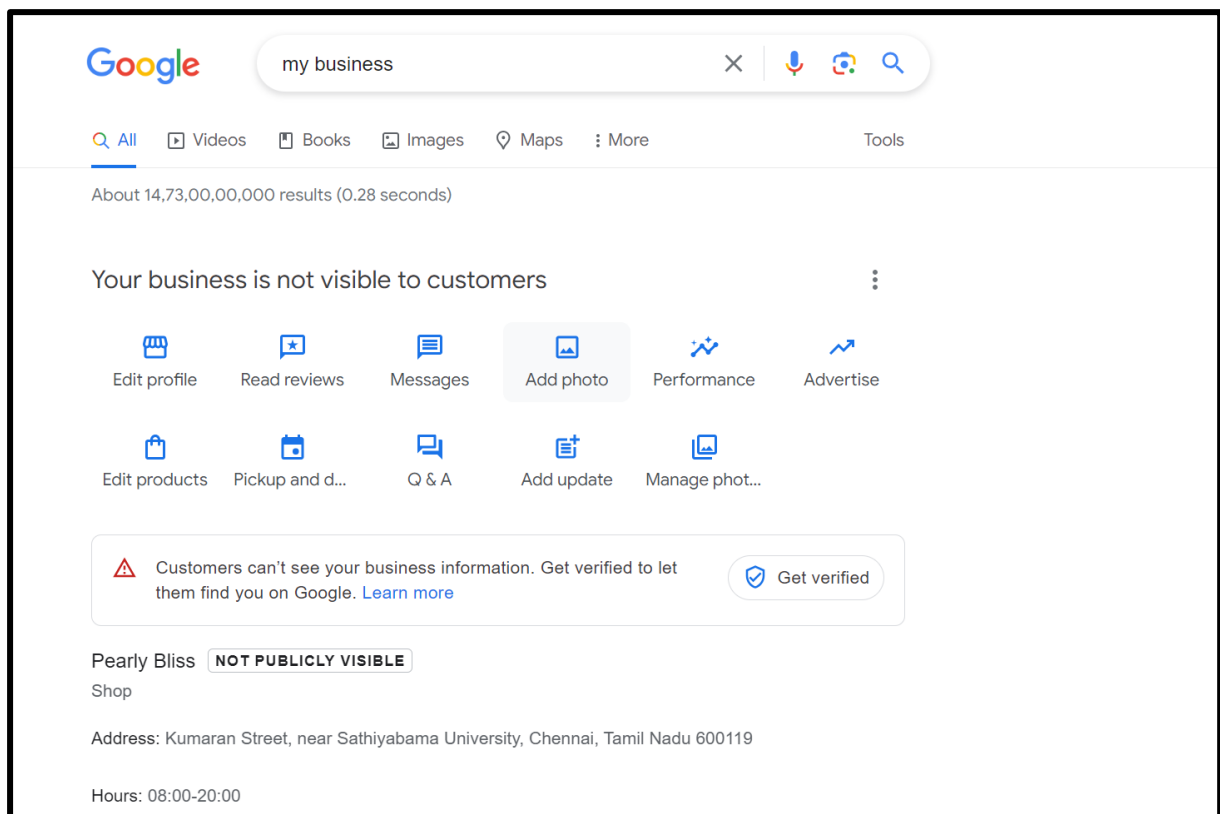 Google
my business
All Videos Books Images Maps More Tools
About 14,73,00,00,000 results (0.28 seconds)
Your business is not visible to customers
Edit profile Read reviews Messages Add photo Performance Advertise
Edit products Pickup and d... Q & A Add update Manage phot...
Customers can't see your business information. Get verified to let
them find you on Google. Learn more
Get verified
Pearly Bliss NOT PUBLICLY VISIBLE
Shop
Address: Kumaran Street, near Sathiyabama University, Chennai, Tamil Nadu 600119
Hours: 08:00-20:00